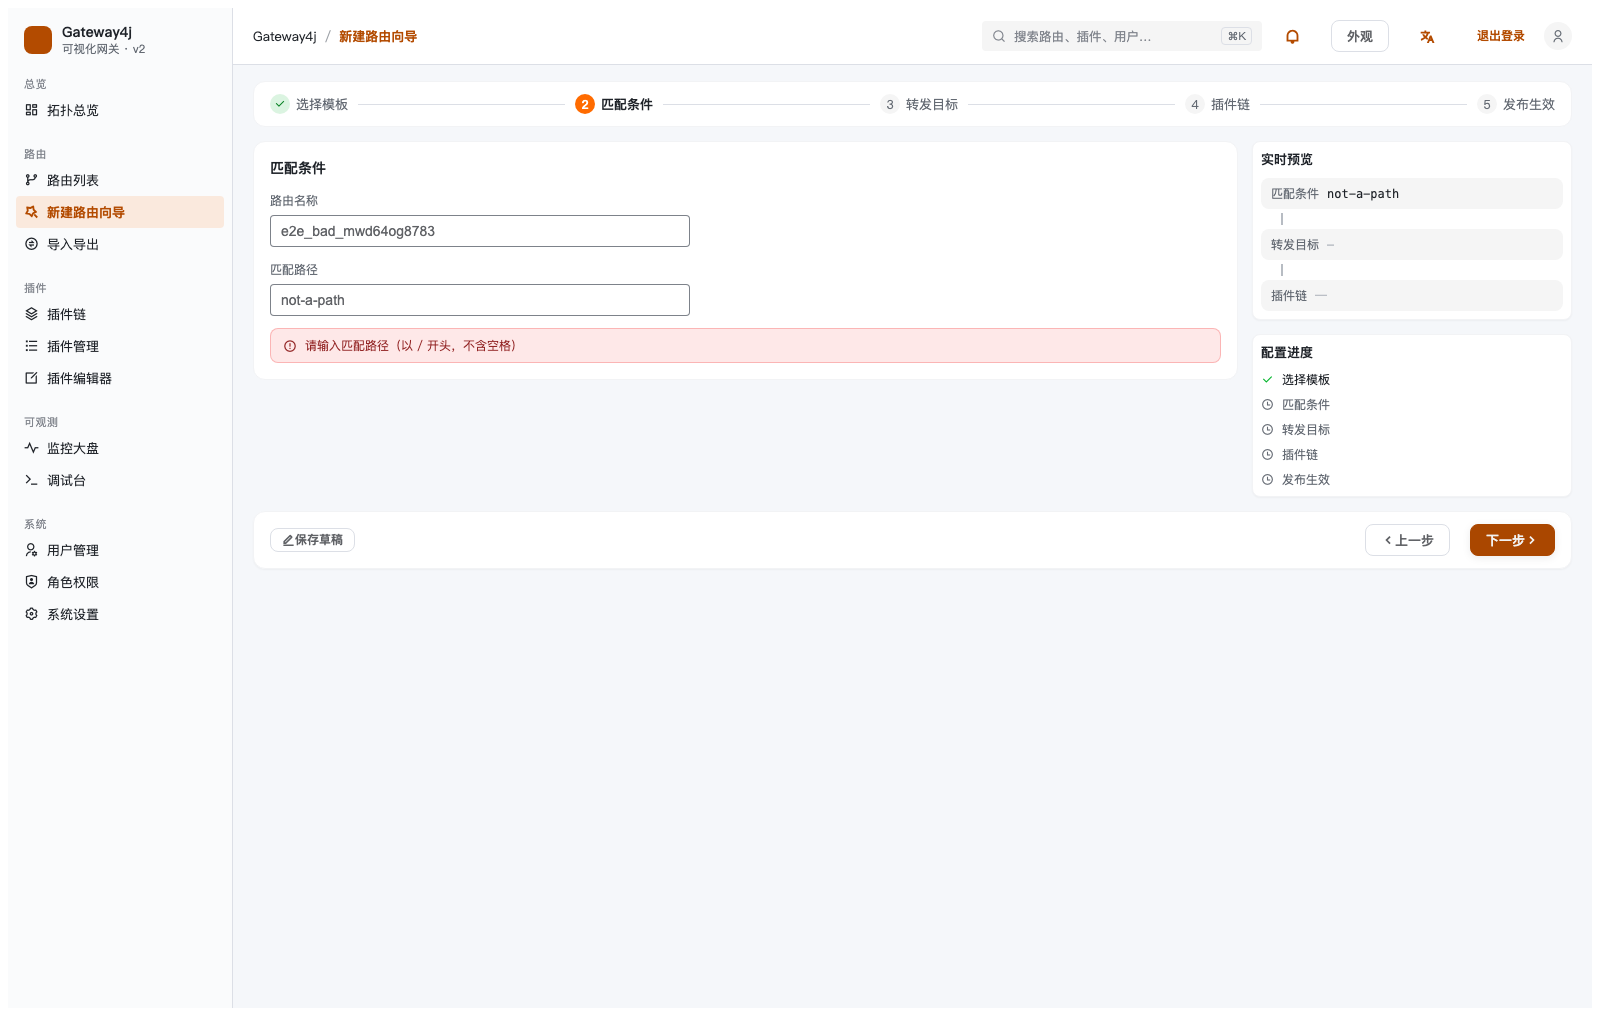 Gateway4j
可视化网关 · v2
总览
拓扑总览
路由
路由列表
新建路由向导
导入导出
插件
插件链
插件管理
插件编辑器
可观测
监控大盘
调试台
系统
用户管理
角色权限
系统设置
Gateway4j / 新建路由向导
搜索路由、插件、用户… ⌘K
外观
退出登录
选择模板
2 匹配条件
3 转发目标
4 插件链
5 发布生效
匹配条件
路由名称
e2e_bad_mwd64og8783
匹配路径
not-a-path
请输入匹配路径（以 / 开头，不含空格）
实时预览
匹配条件 not-a-path
转发目标 —
插件链 —
配置进度
选择模板
匹配条件
转发目标
插件链
发布生效
保存草稿
上一步
下一步